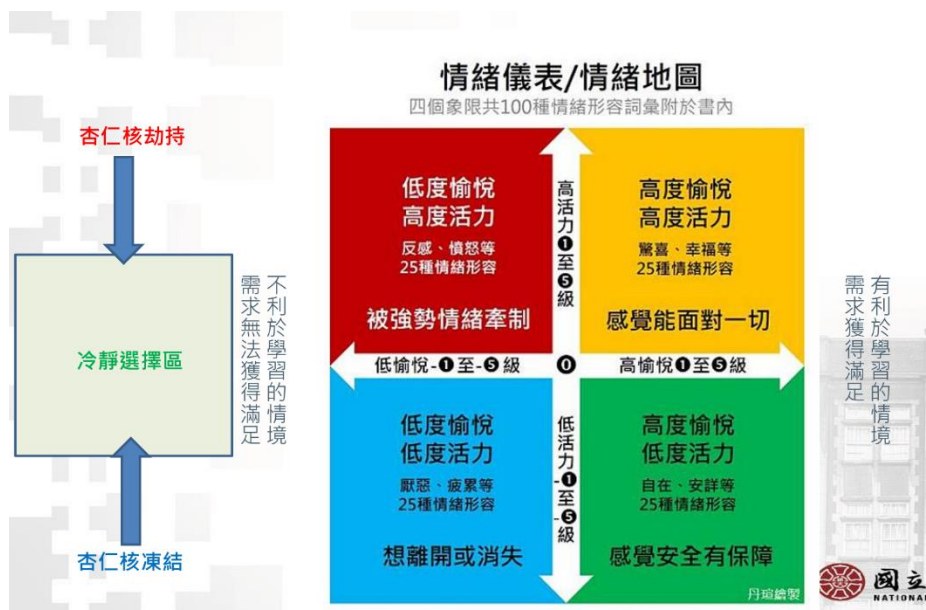 情緒儀表/情緒地圖
四個象限共100種情緒形容詞彙附於書內
杏仁核劫持
冷靜選擇區
杏仁核凍結
不利於學習的情境
需求無法獲得滿足
低度愉悅
高度活力
反感、憤怒等
25種情緒形容
被強勢情緒牽制
高活力❶至❺級
高度愉悅
高度活力
驚喜、幸福等
25種情緒形容
感覺能面對一切
低愉悅-❶至-❺級
⓿
高愉悅❶至❺級
低度愉悅
低度活力
厭惡、疲累等
25種情緒形容
想離開或消失
低活力-❶至-❺級
高度愉悅
低度活力
自在、安詳等
25種情緒形容
感覺安全有保障
丹瑄繪製
有利於學習的情境
需求獲得滿足
國立
NATIONAL